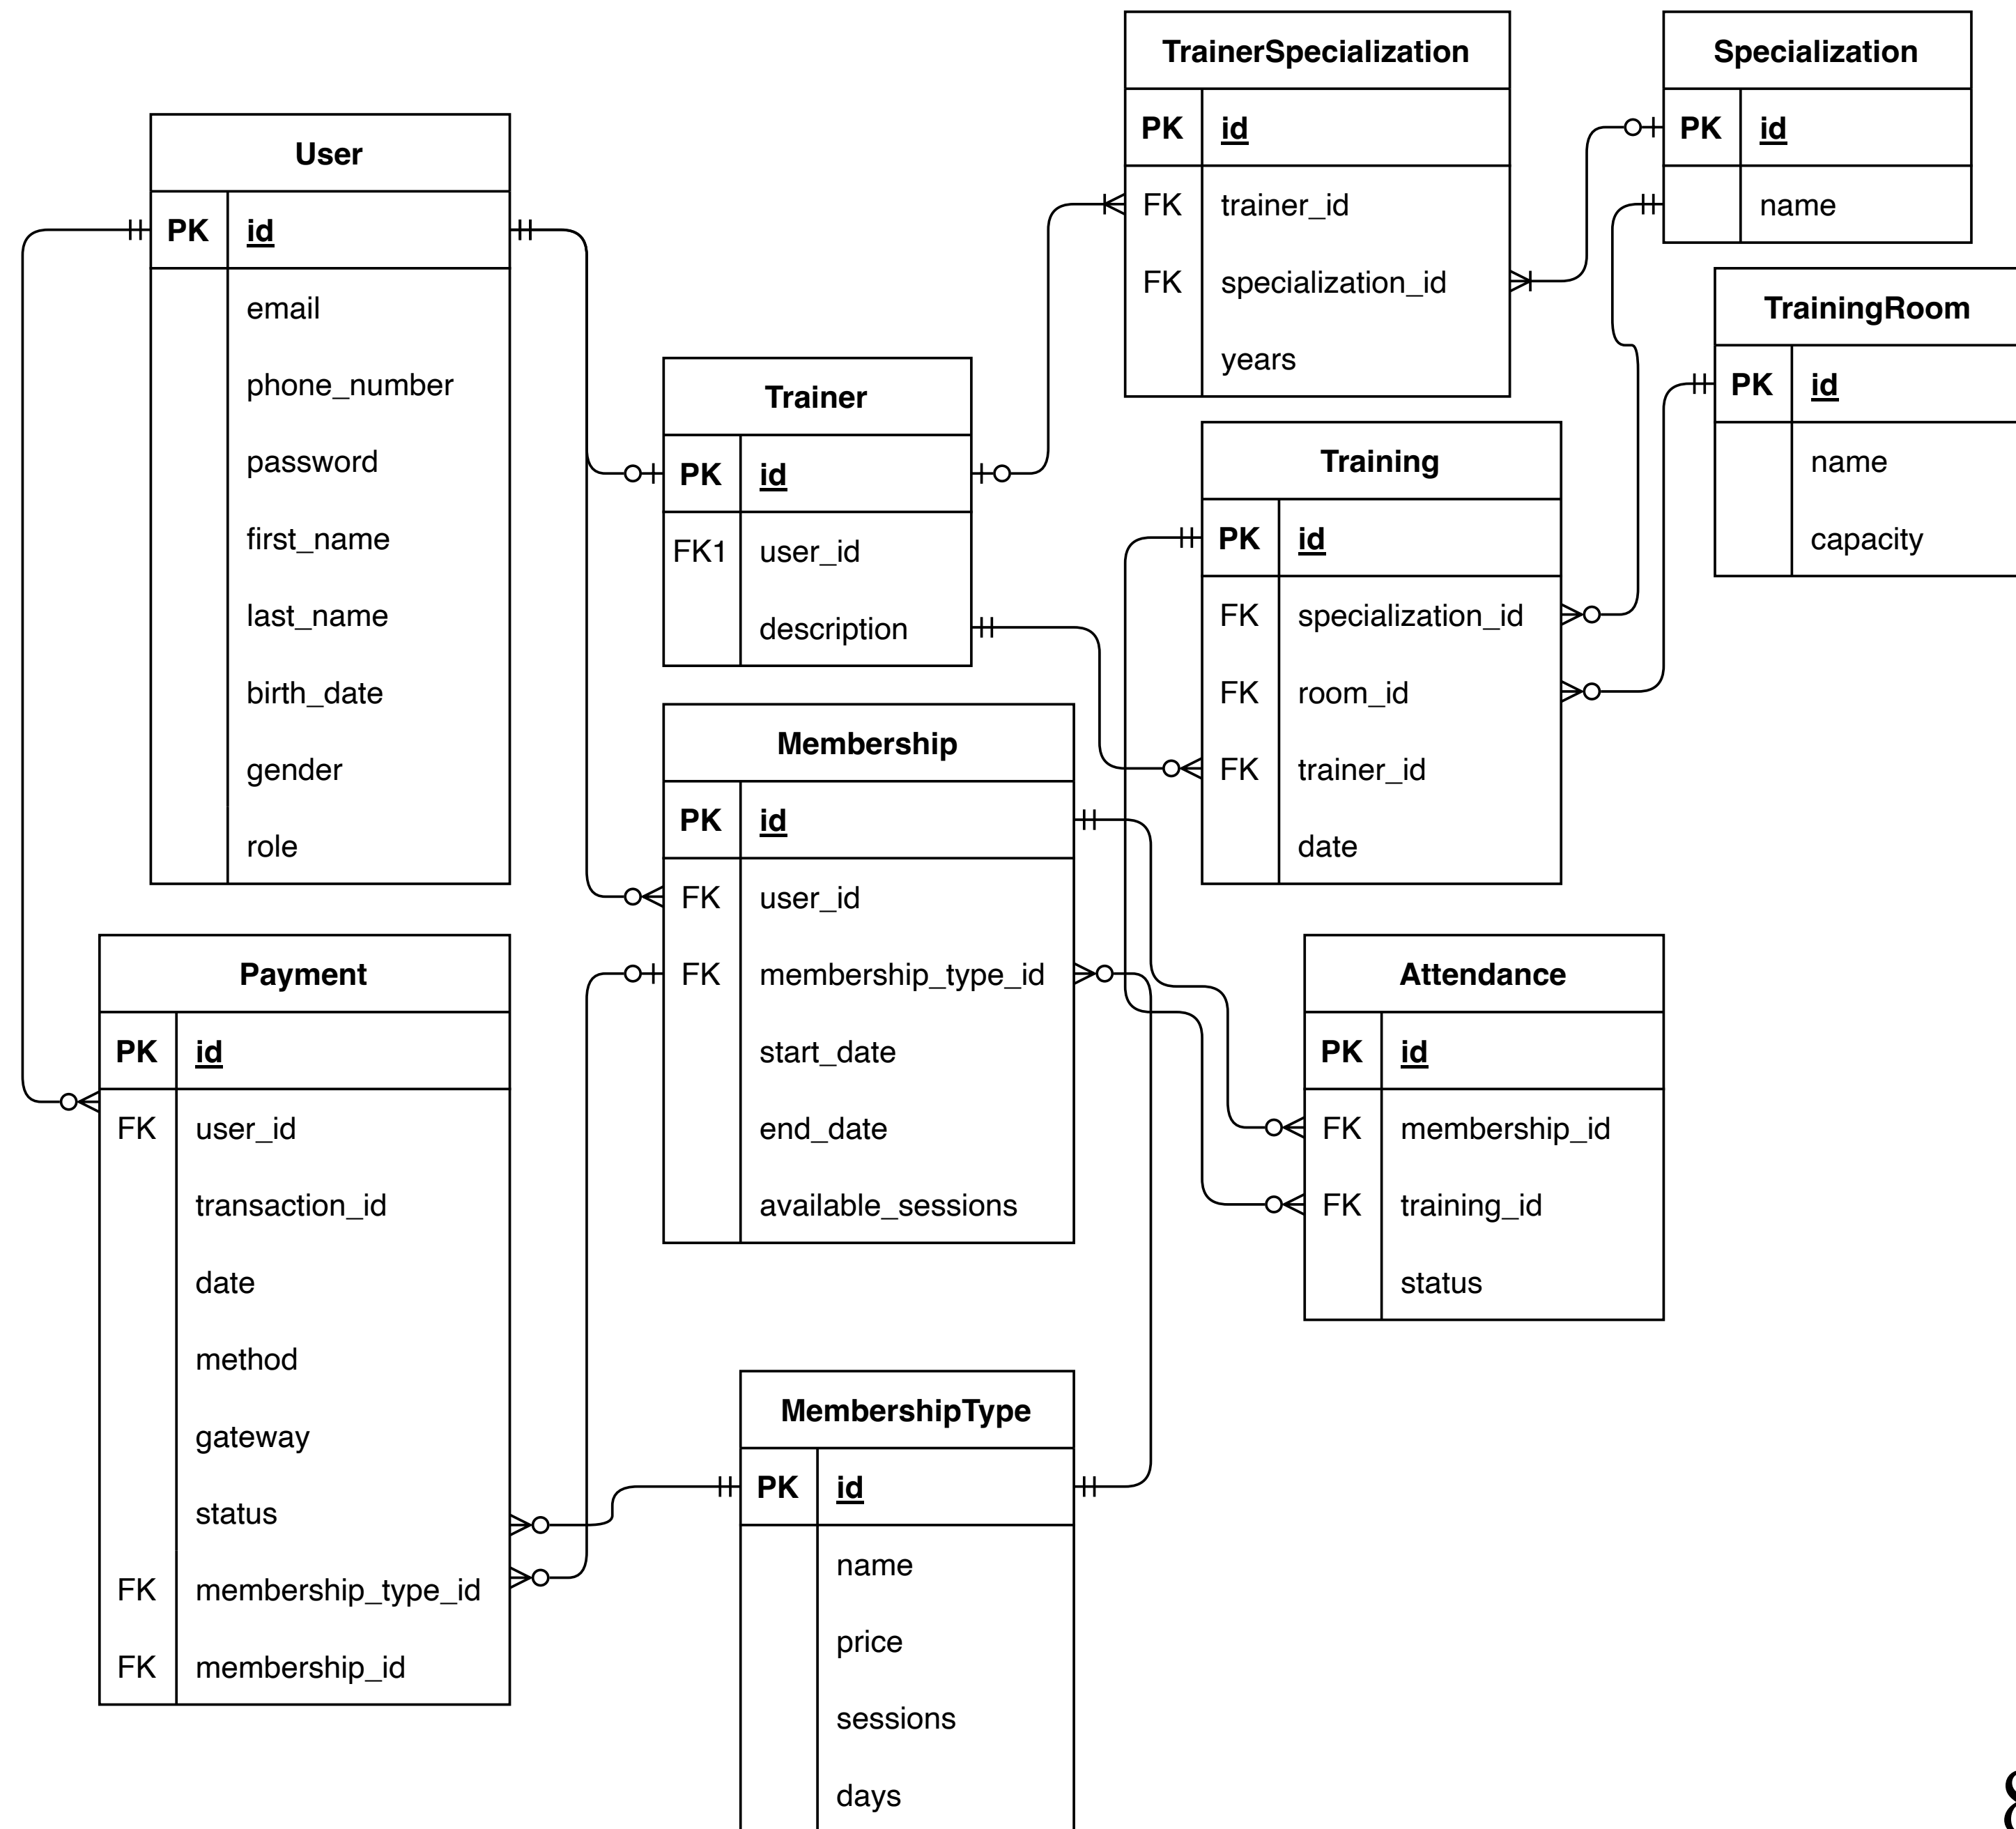 TrainerSpecialization
PK id
FK trainer_id
FK specialization_id
years
Specialization
PK id
name
User
PK id
email
phone_number
password
first_name
last_name
birth_date
gender
role
TrainingRoom
PK id
name
capacity
Trainer
PK id
FK1 user_id
description
Training
PK id
FK specialization_id
FK room_id
FK trainer_id
date
Membership
PK id
FK user_id
FK membership_type_id
start_date
end_date
available_sessions
Payment
PK id
FK user_id
transaction_id
date
method
gateway
status
FK membership_type_id
FK membership_id
Attendance
PK id
FK membership_id
FK training_id
status
MembershipType
PK id
name
price
sessions
days